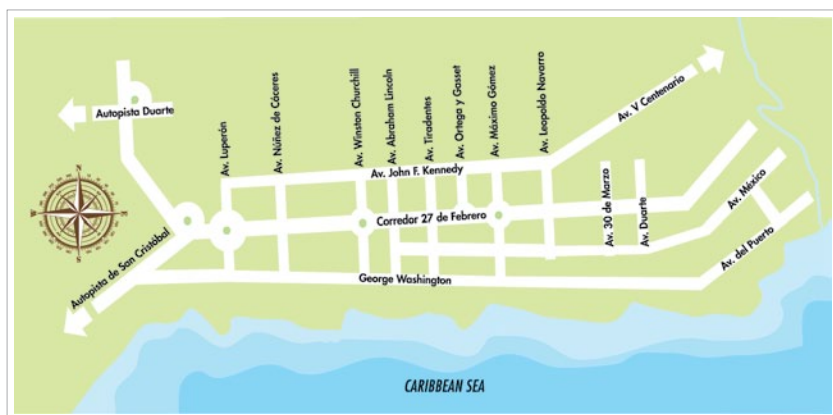 Autopista Duarte
Av. Luperón
Av. Núñez de Cáceres
Av. Winston Churchill
Av. Abraham Lincoln
Av. Tiradentes
Av. Ortega y Gasset
Av. Máximo Gómez
Av. Leopoldo Navarro
Av. V Centenario
Av. John F. Kennedy
N
Corredor 27 de Febrero
Av. 30 de Marzo
Av. Duarte
Av. México
Autopista de San Cristóbal
George Washington
Av. del Puerto
CARIBBEAN SEA